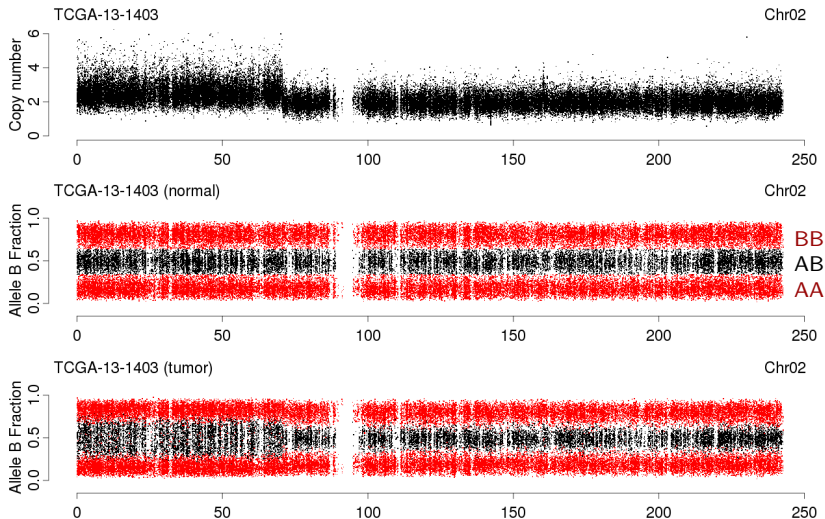 TCGA-13-1403 Chr02
Copy number
6
4
2
0
0 50 100 150 200 250
TCGA-13-1403 (normal) Chr02
Allele B Fraction
1.0
0.5
0.0
BB
AB
AA
0 50 100 150 200 250
TCGA-13-1403 (tumor) Chr02
Allele B Fraction
1.0
0.5
0.0
0 50 100 150 200 250